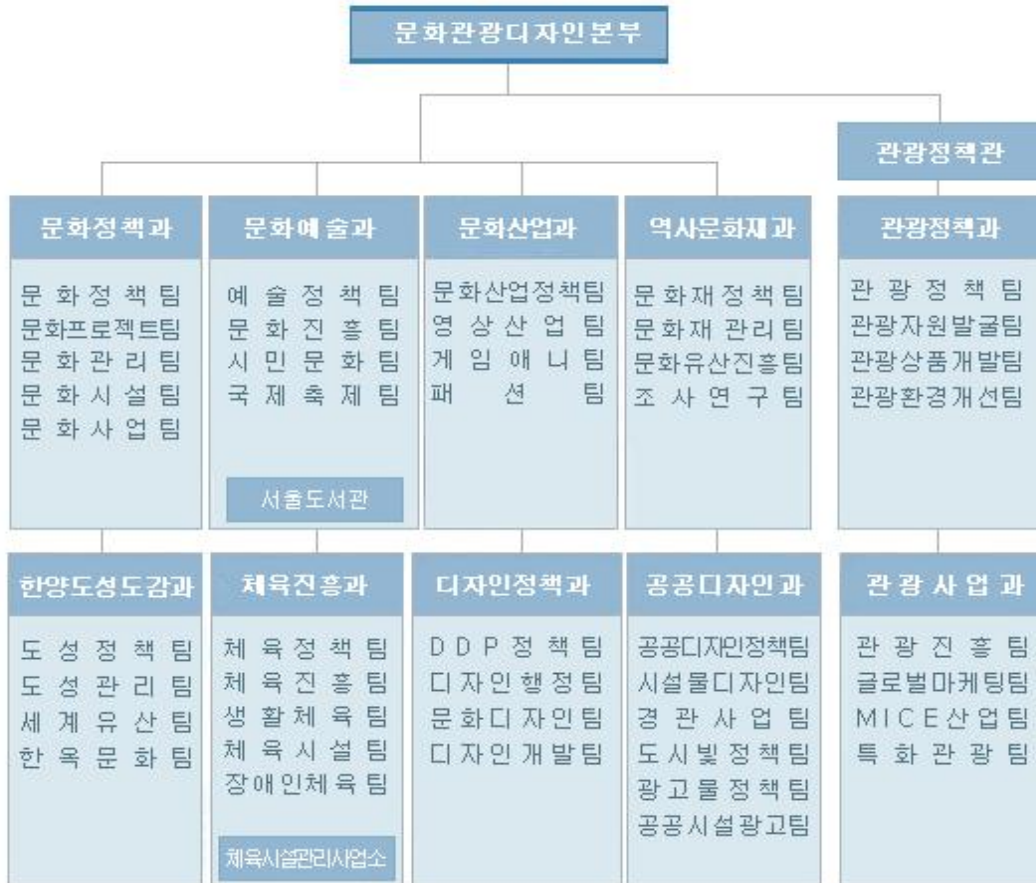 문화관광디자인본부
관광정책관
문화정책과
문화정책팀
문화프로젝트팀
문화관리팀
문화시설팀
문화사업팀
문화예술과
예술정책팀
문화진흥팀
시민문화팀
국제축제팀
서울도서관
문화산업과
문화산업정책팀
영상산업팀
게임애니팀
패션팀
역사문화재과
문화재정책팀
문화재관리팀
문화유산진흥팀
조사연구팀
관광정책과
관광정책팀
관광자원발굴팀
관광상품개발팀
관광환경개선팀
한양도성도감과
도성정책팀
도성관리팀
세계유산팀
한옥문화팀
체육진흥과
체육정책팀
체육진흥팀
생활체육팀
체육시설팀
장애인체육팀
체육시설관리사업소
디자인정책과
DDP정책팀
디자인행정팀
문화디자인팀
디자인개발팀
공공디자인과
공공디자인정책팀
시설물디자인팀
경관사업팀
도시빛정책팀
광고물정책팀
공공시설광고팀
관광사업과
관광진흥팀
글로벌마케팅팀
MICE산업팀
특화관광팀